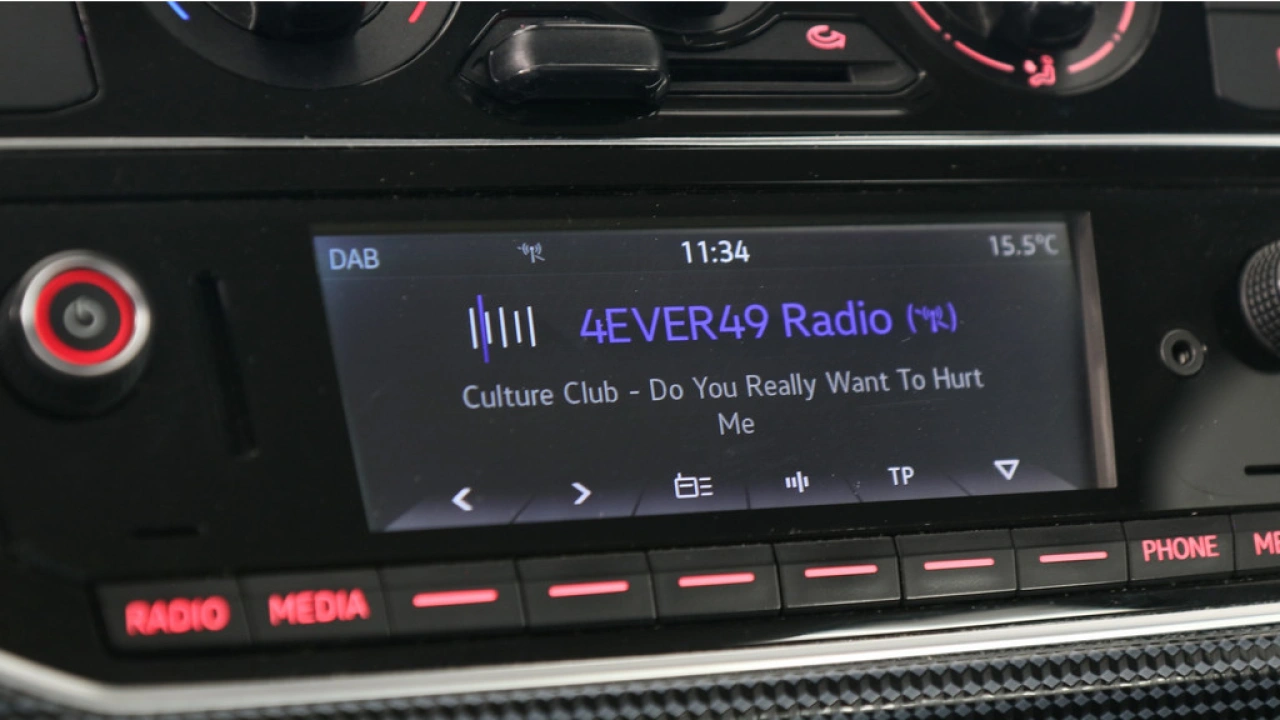 DAB 11:34 15.5°C
4EVER49 Radio
Culture Club - Do You Really Want To Hurt
Me
TP
RADIO MEDIA PHONE